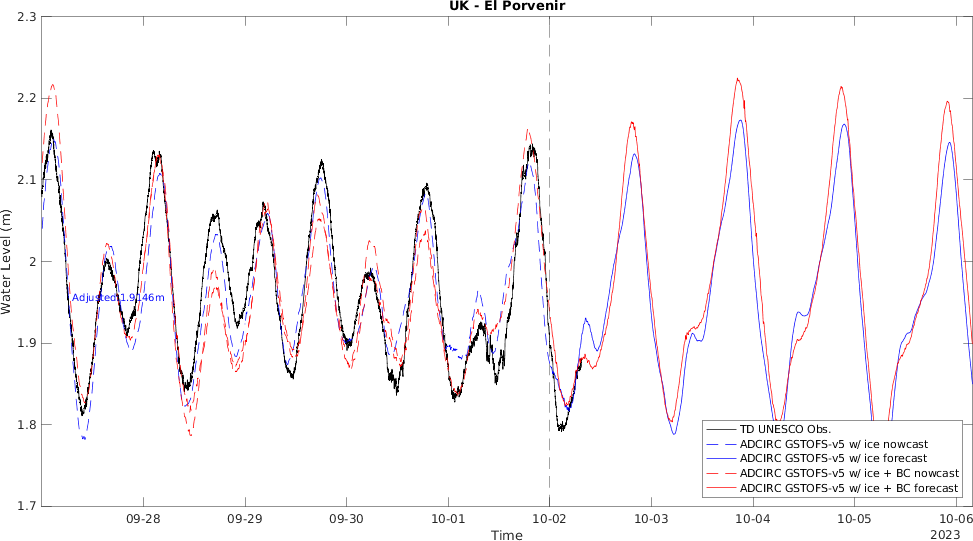 UK - El Porvenir
2.3
2.2
2.1
2
1.9
1.8
1.7
Water Level (m)
Adjusted 1.9146m
TD UNESCO Obs.
ADCIRC GSTOFS-v5 w/ ice nowcast
ADCIRC GSTOFS-v5 w/ ice forecast
ADCIRC GSTOFS-v5 w/ ice + BC nowcast
ADCIRC GSTOFS-v5 w/ ice + BC forecast
09-28 09-29 09-30 10-01 10-02 10-03 10-04 10-05 10-06
Time
2023